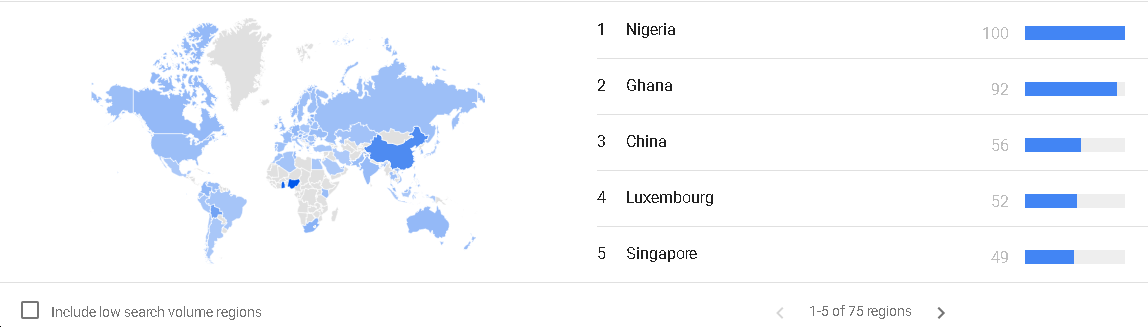 1 Nigeria 100
2 Ghana 92
3 China 56
4 Luxembourg 52
5 Singapore 49
Include low search volume regions
1-5 of 75 regions